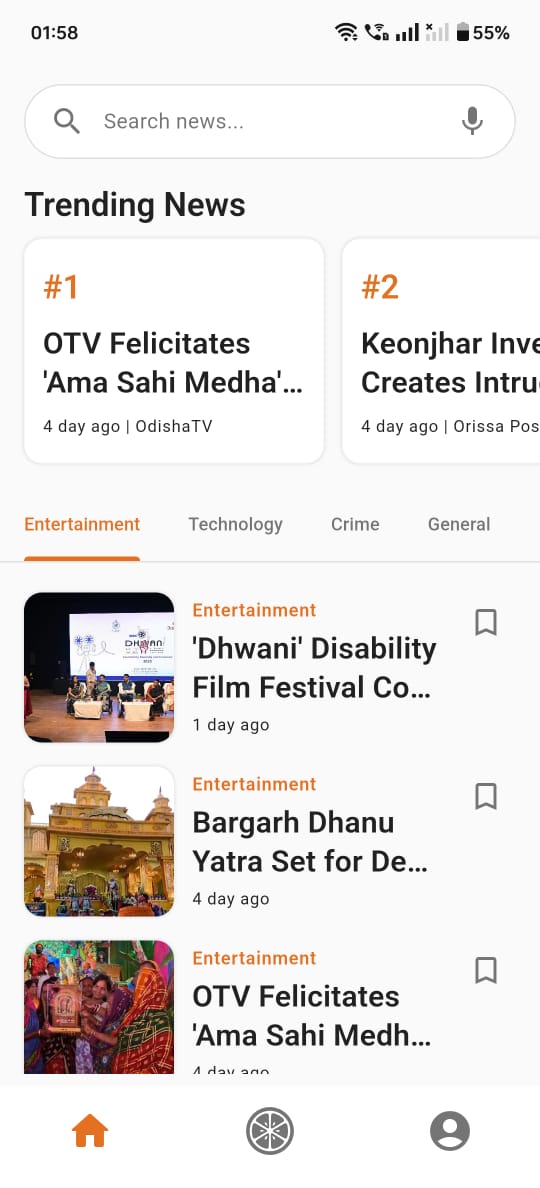 01:58
55%
Search news...
Trending News
#1
OTV Felicitates
'Ama Sahi Medha'...
4 day ago | OdishaTV
#2
Keonjhar Inve
Creates Intru
4 day ago | Orissa Pos
Entertainment
Technology
Crime
General
Entertainment
'Dhwani' Disability
Film Festival Co...
1 day ago
Entertainment
Bargarh Dhanu
Yatra Set for De...
4 day ago
Entertainment
OTV Felicitates
'Ama Sahi Medh...
4 day ago